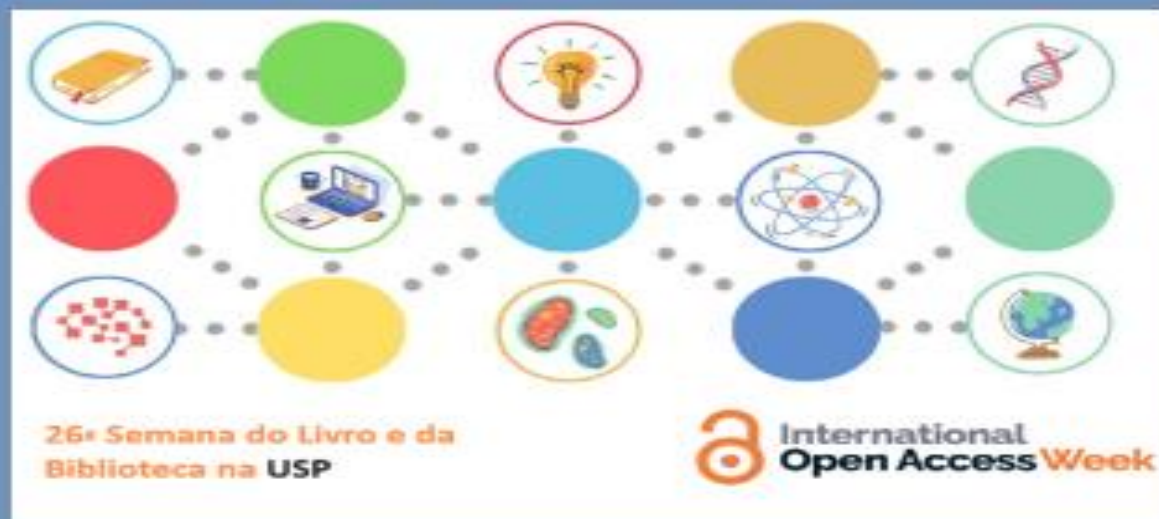 26ª Semana do Livro e da
Biblioteca na USP
International
Open Access Week